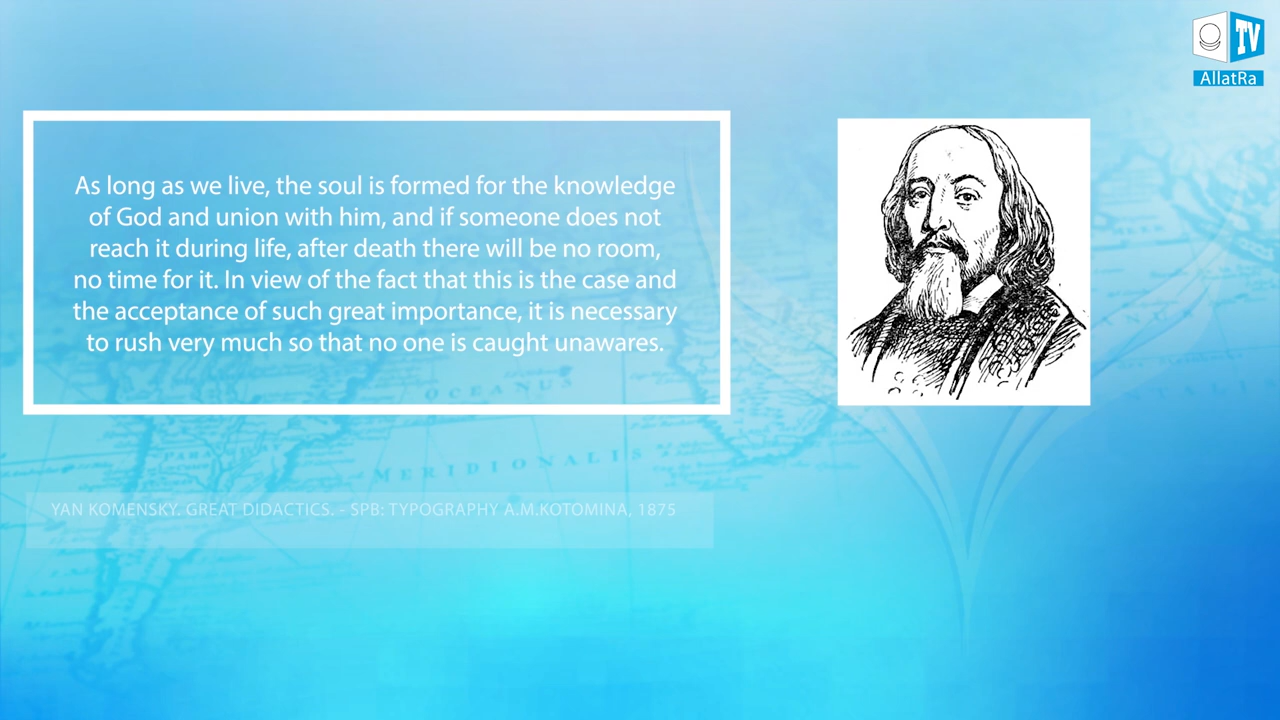 TV
AllatRa
As long as we live, the soul is formed for the knowledge
of God and union with him, and if someone does not
reach it during life, after death there will be no room,
no time for it. In view of the fact that this is the case and
the acceptance of such great importance, it is necessary
to rush very much so that no one is caught unawares.
OCEANUS
MERIDIONALIS
YAN KOMENSKY. GREAT DIDACTICS. - SPB: TYPOGRAPHY A.M.KOTOMINA, 1875